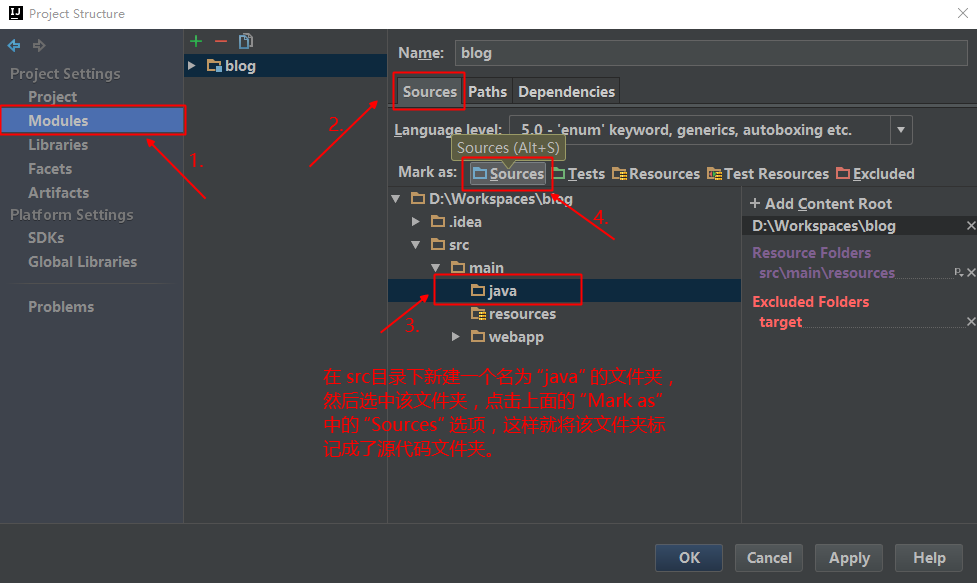 Project Structure
Project Settings
Project
Modules
Libraries
Facets
Artifacts
Platform Settings
SDKs
Global Libraries
Problems
blog
Name: blog
Sources Paths Dependencies
Language level: 5.0 - 'enum' keyword, generics, autoboxing etc.
Sources (Alt+S)
Mark as: Sources Tests Resources Test Resources Excluded
D:\Workspaces\blog
.idea
src
main
java
resources
webapp
+ Add Content Root
D:\Workspaces\blog
Resource Folders
src\main\resources
Excluded Folders
target
1.
2.
3.
4.
在 src目录下新建一个名为 "java" 的文件夹，
然后选中该文件夹，点击上面的 "Mark as"
中的 "Sources" 选项，这样就将该文件夹标
记成了源代码文件夹。
OK Cancel Apply Help